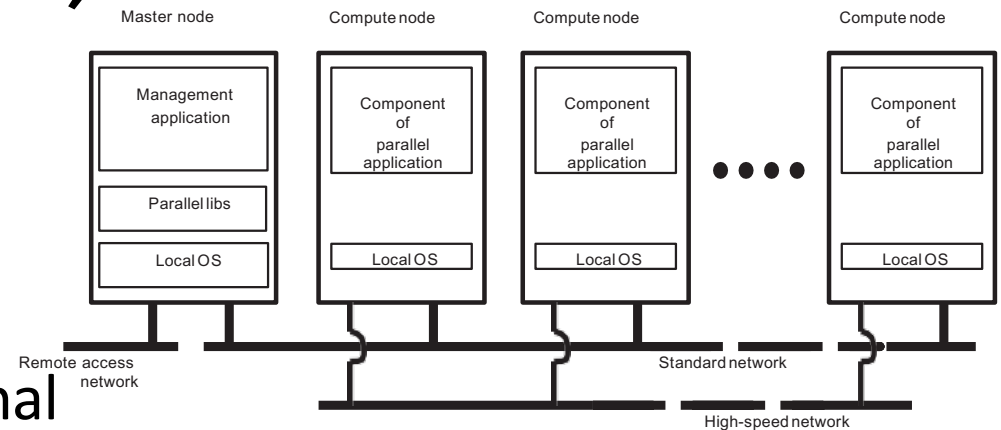 Master node
Compute node
Compute node
Compute node
Management
application
Parallel libs
Local OS
Component
of
parallel
application
Local OS
Component
of
parallel
application
Local OS
Component
of
parallel
application
Local OS
Remote access
network
Standard network
High-speed network
nal